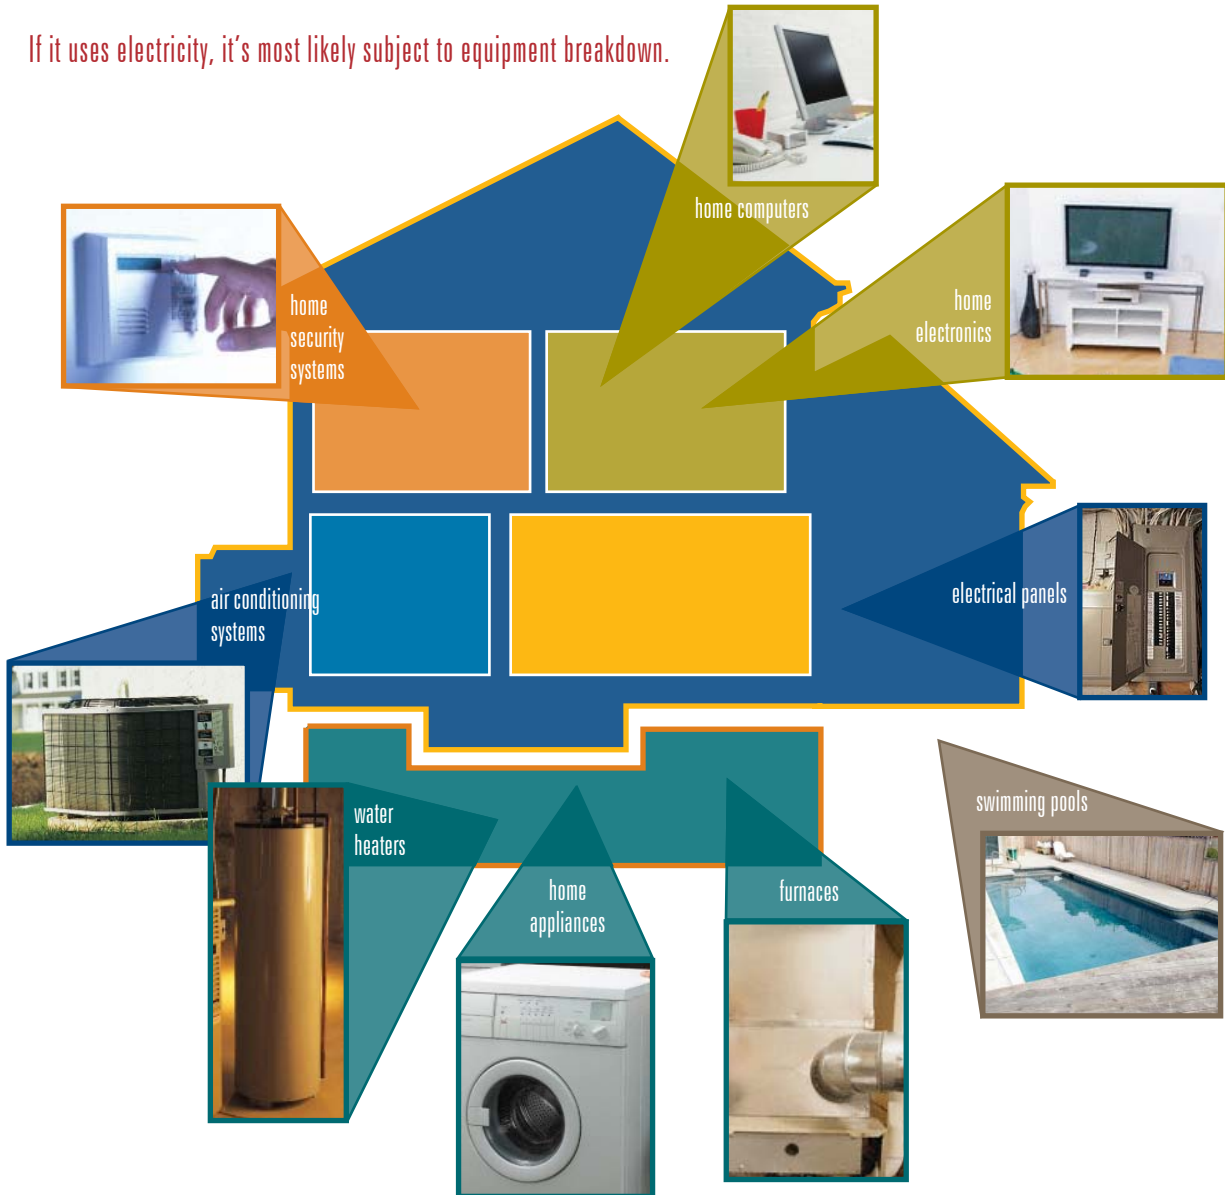 If it uses electricity, it's most likely subject to equipment breakdown.
home computers
home
security
systems
home
electronics
air conditioning
systems
electrical panels
water
heaters
home
appliances
furnaces
swimming pools